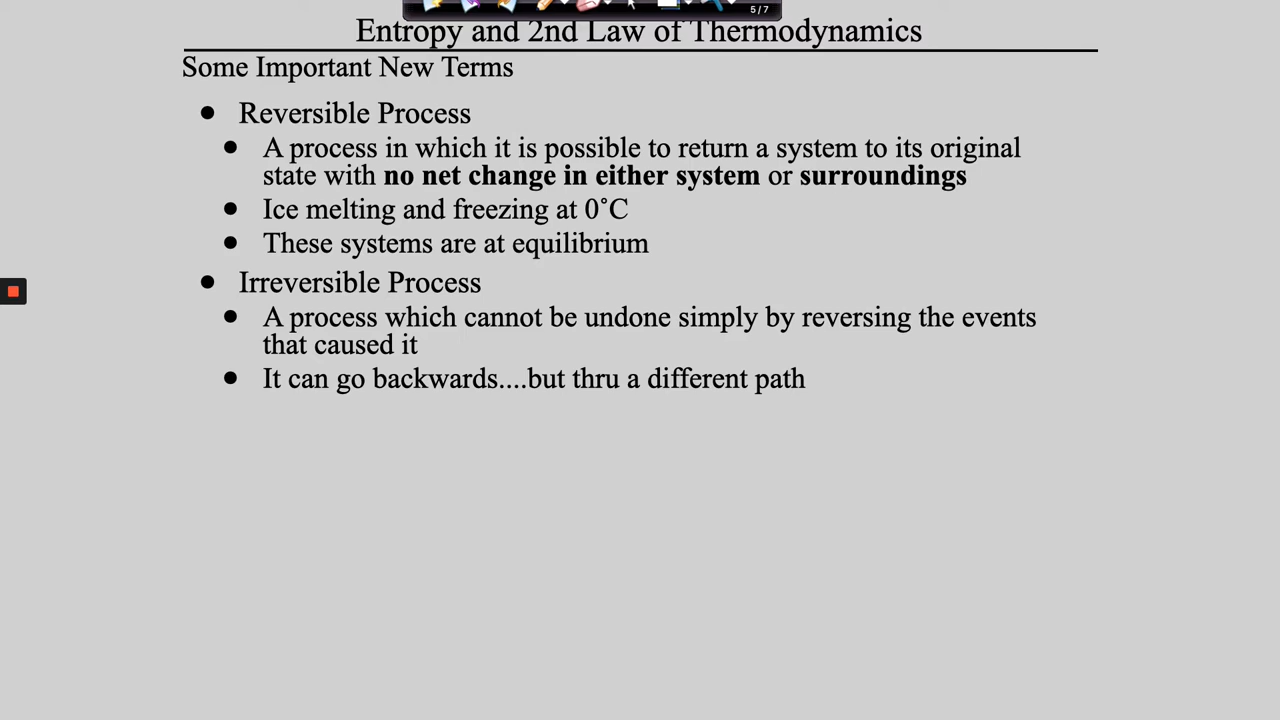 5/7
Entropy and 2nd Law of Thermodynamics
Some Important New Terms
● Reversible Process
● A process in which it is possible to return a system to its original
state with no net change in either system or surroundings
● Ice melting and freezing at 0˚C
● These systems are at equilibrium
● Irreversible Process
● A process which cannot be undone simply by reversing the events
that caused it
● It can go backwards....but thru a different path